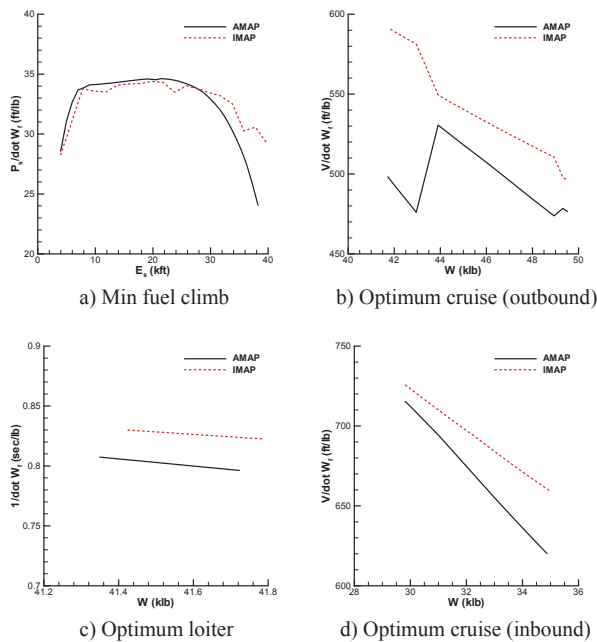 AMAP
IMAP
P_s/dot W_f (ft/lb)
40
35
30
25
20
0 10 20 30 40
E_s (kft)
a) Min fuel climb
AMAP
IMAP
V/dot W_f (ft/lb)
600
550
500
450
40 42 44 46 48 50
W (klb)
b) Optimum cruise (outbound)
AMAP
IMAP
1/dot W_f (sec/lb)
0.9
0.85
0.8
0.75
0.7
41.2 41.4 41.6 41.8
W (klb)
c) Optimum loiter
AMAP
IMAP
V/dot W_f (ft/lb)
750
700
650
600
28 30 32 34 36
W (klb)
d) Optimum cruise (inbound)